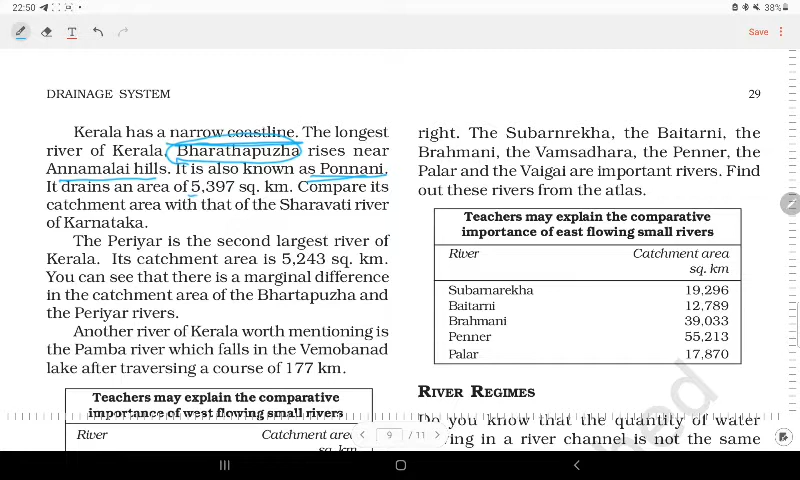 22:50
38%
T
Save
DRAINAGE SYSTEM
29
Kerala has a narrow coastline. The longest
river of Kerala, Bharathapuzha rises near
Annamalai hills. It is also known as Ponnani.
It drains an area of 5,397 sq. km. Compare its
catchment area with that of the Sharavati river
of Karnataka.
The Periyar is the second largest river of
Kerala. Its catchment area is 5,243 sq. km.
You can see that there is a marginal difference
in the catchment area of the Bhartapuzha and
the Periyar rivers.
Another river of Kerala worth mentioning is
the Pamba river which falls in the Vemobanad
lake after traversing a course of 177 km.
Teachers may explain the comparative
importance of west flowing small rivers
River Catchment area
sq. km
right. The Subarnrekha, the Baitarni, the
Brahmani, the Vamsadhara, the Penner, the
Palar and the Vaigai are important rivers. Find
out these rivers from the atlas.
Teachers may explain the comparative
importance of east flowing small rivers
River Catchment area
sq. km
Subarnarekha 19,296
Baitarni 12,789
Brahmani 39,033
Penner 55,213
Palar 17,870
RIVER REGIMES
Do you know that the quantity of water
in a river channel is not the same
9 /11